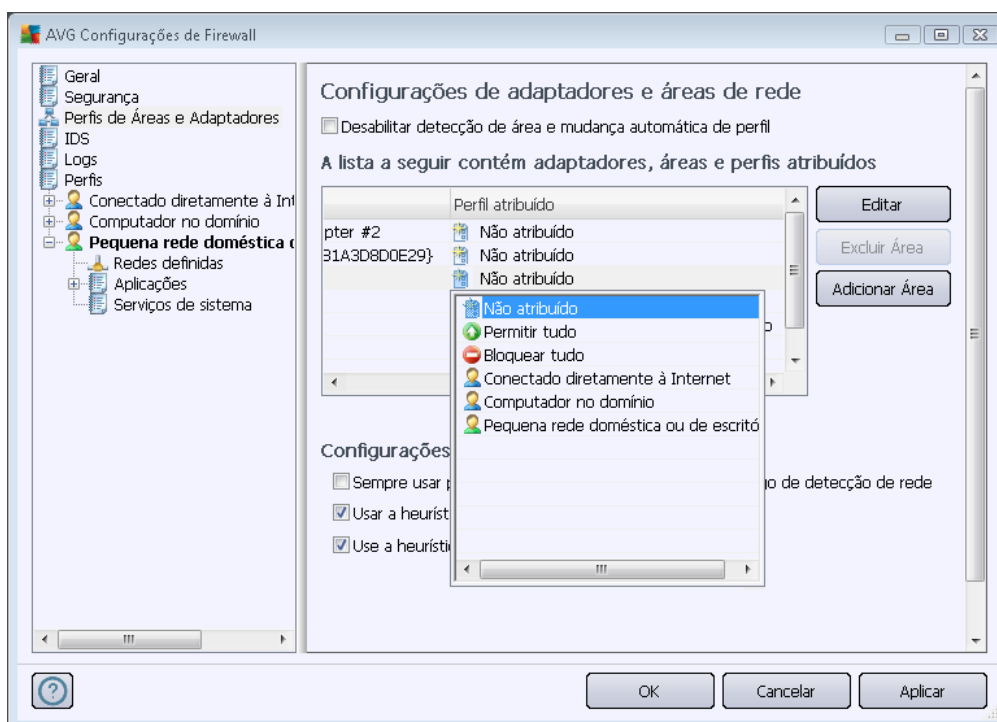 AVG Configurações de Firewall
Geral
Segurança
Perfis de Áreas e Adaptadores
IDS
Logs
Perfis
Conectado diretamente à Int
Computador no domínio
Pequena rede doméstica
Redes definidas
Aplicações
Serviços de sistema
Configurações de adaptadores e áreas de rede
Desabilitar detecção de área e mudança automática de perfil
A lista a seguir contém adaptadores, áreas e perfis atribuídos
Perfil atribuído
pter #2 Não atribuído
31A3D8D0E29} Não atribuído
Não atribuído
Não atribuído
Permitir tudo
Bloquear tudo
Conectado diretamente à Internet
Computador no domínio
Pequena rede doméstica ou de escritó
Editar
Excluir Área
Adicionar Área
Configurações
Sempre usar go de detecção de rede
Usar a heuríst
Use a heurísti
OK
Cancelar
Aplicar